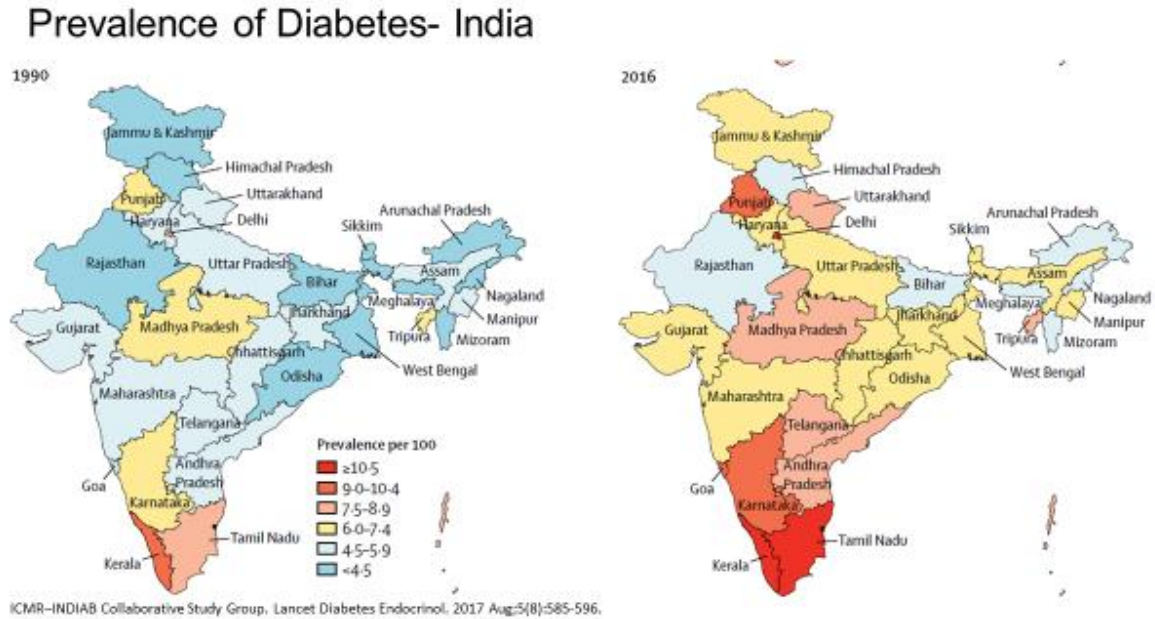 Prevalence of Diabetes- India
1990
Jammu & Kashmir
Himachal Pradesh
Punjab
Uttarakhand
Haryana
Delhi
Arunachal Pradesh
Sikkim
Rajasthan
Uttar Pradesh
Assam
Bihar
Nagaland
Meghalaya
Jharkhand
Manipur
Gujarat
Madhya Pradesh
Tripura
Mizoram
Chhattisgarh
West Bengal
Odisha
Maharashtra
Telangana
Andhra
Pradesh
Goa
Karnataka
Tamil Nadu
Kerala
Prevalence per 100
≥10·5
9·0–10·4
7·5–8·9
6·0–7·4
4·5–5·9
<4·5
2016
Jammu & Kashmir
Himachal Pradesh
Punjab
Uttarakhand
Haryana
Delhi
Arunachal Pradesh
Sikkim
Rajasthan
Uttar Pradesh
Assam
Bihar
Nagaland
Meghalaya
Jharkhand
Manipur
Gujarat
Madhya Pradesh
Tripura
Mizoram
Chhattisgarh
West Bengal
Odisha
Maharashtra
Telangana
Andhra
Pradesh
Goa
Karnataka
Tamil Nadu
Kerala
ICMR–INDIAB Collaborative Study Group. Lancet Diabetes Endocrinol. 2017 Aug;5(8):585-596.